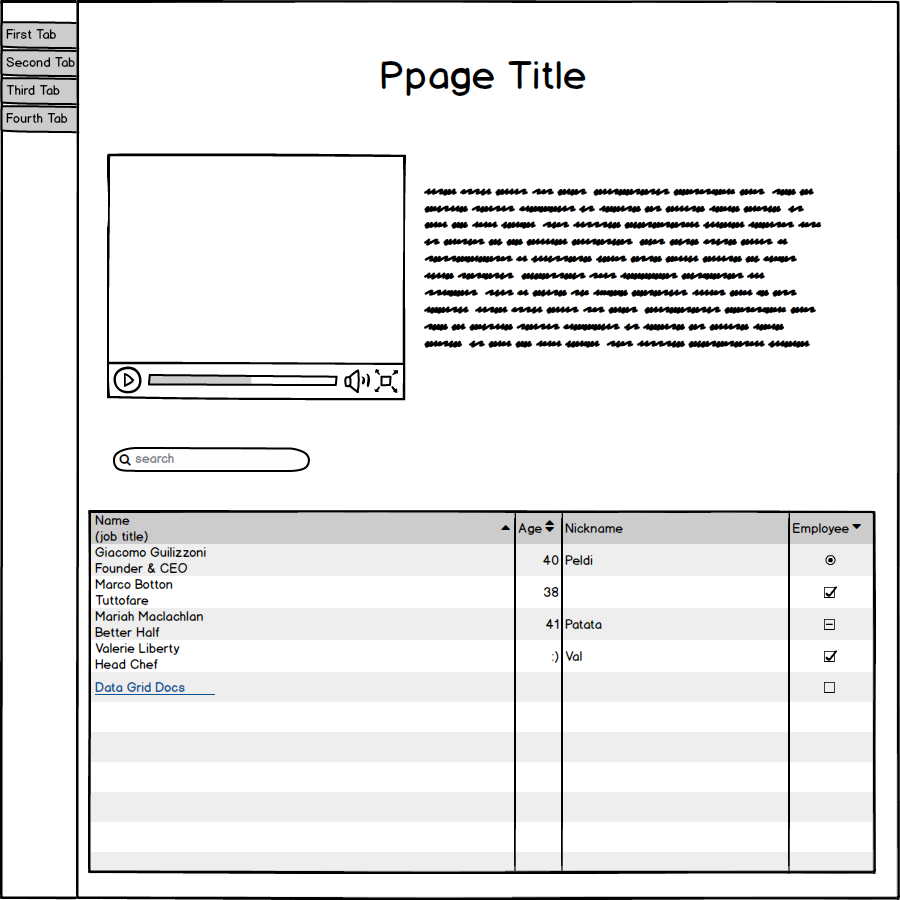 First Tab
Second Tab
Third Tab
Fourth Tab
Ppage Title
search
Name
(job title)
Age
Nickname
Employee
Giacomo Guilizzoni
Founder & CEO
40
Peldi
Marco Botton
Tuttofare
38
Mariah Maclachlan
Better Half
41
Patata
Valerie Liberty
Head Chef
:)
Val
Data Grid Docs